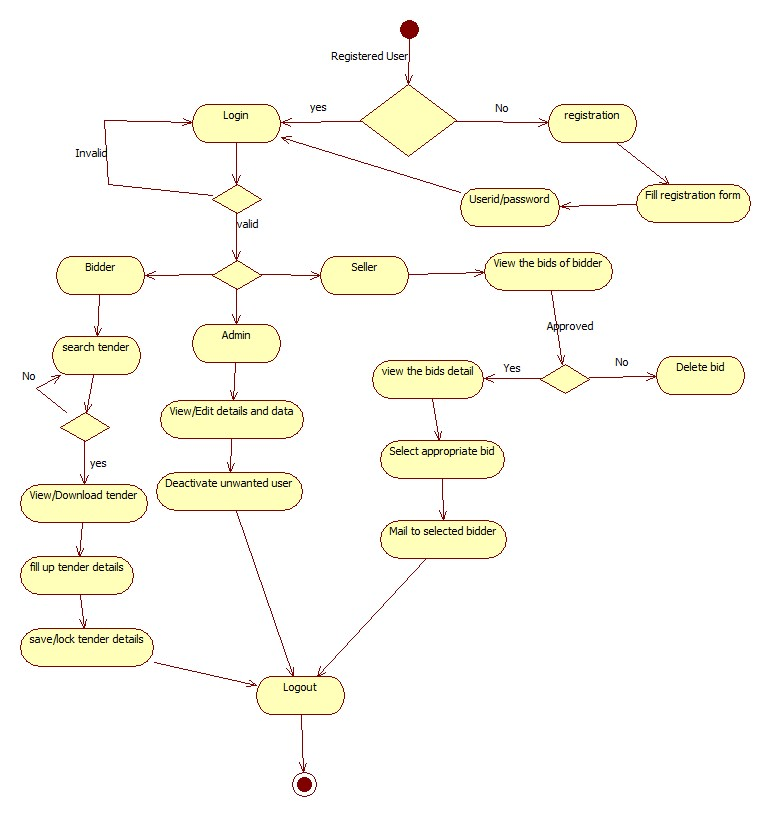 Registered User
yes
No
Login
registration
Invalid
Userid/password
Fill registration form
valid
Bidder
Seller
View the bids of bidder
Admin
Approved
search tender
No
view the bids detail
Yes
No
Delete bid
View/Edit details and data
Select appropriate bid
yes
View/Download tender
Deactivate unwanted user
Mail to selected bidder
fill up tender details
save/lock tender details
Logout